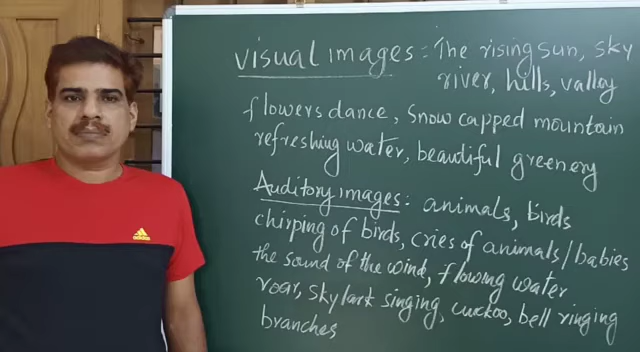 visual images: The rising sun, sky
river, hills, valley
flowers dance, snow capped mountain
refreshing water, beautiful greenery
Auditory images: animals, birds
chirping of birds, cries of animals/babies
the sound of the wind, flowing water
roar, skylark singing, cuckoo, bell ringing
branches
adidas